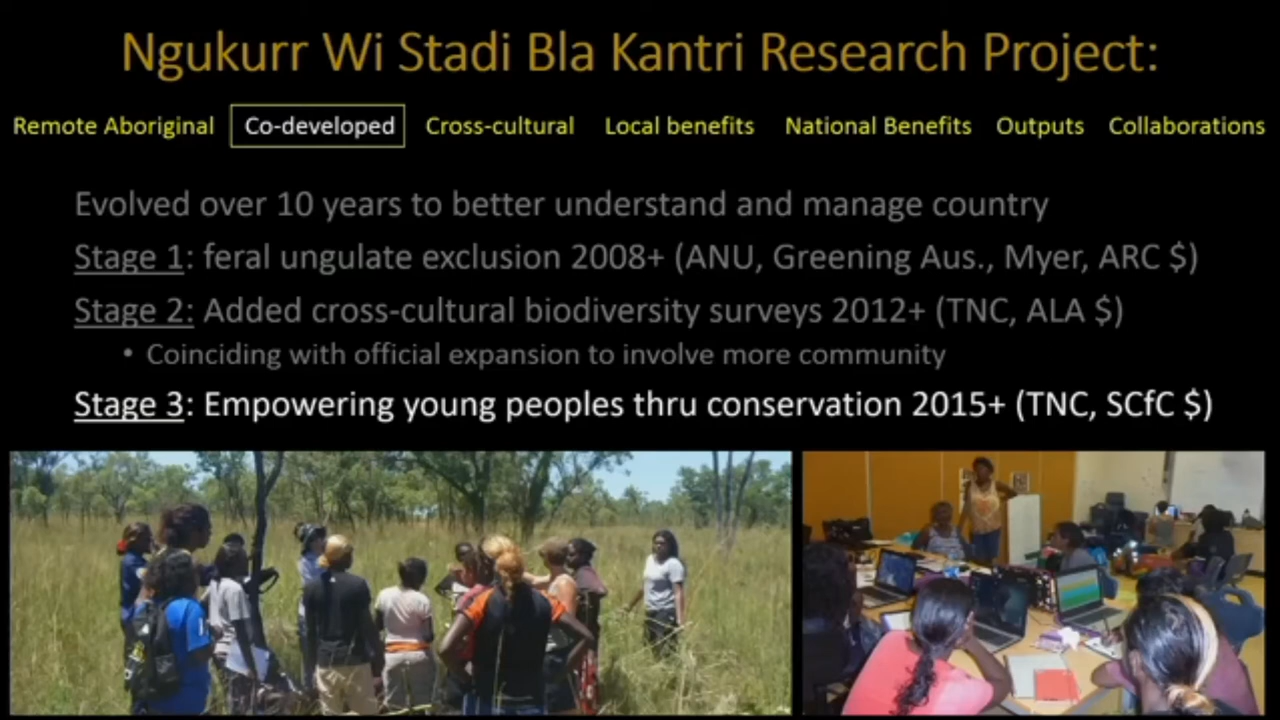 Ngukurr Wi Stadi Bla Kantri Research Project:
Remote Aboriginal Co-developed Cross-cultural Local benefits National Benefits Outputs Collaborations
Evolved over 10 years to better understand and manage country
Stage 1: feral ungulate exclusion 2008+ (ANU, Greening Aus., Myer, ARC $)
Stage 2: Added cross-cultural biodiversity surveys 2012+ (TNC, ALA $)
• Coinciding with official expansion to involve more community
Stage 3: Empowering young peoples thru conservation 2015+ (TNC, SCfC $)